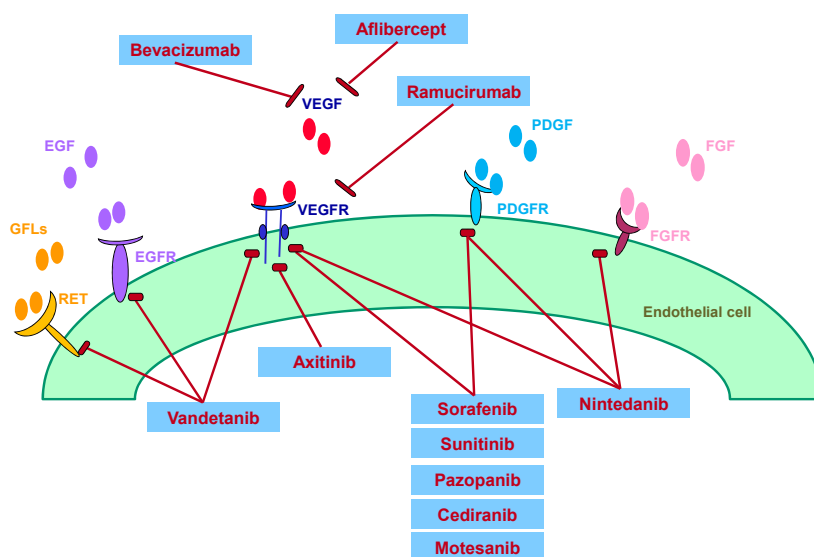 Aflibercept
Bevacizumab
Ramucirumab
VEGF
PDGF
EGF
FGF
VEGFR
PDGFR
GFLs
FGFR
EGFR
RET
Endothelial cell
Axitinib
Vandetanib
Sorafenib
Nintedanib
Sunitinib
Pazopanib
Cediranib
Motesanib